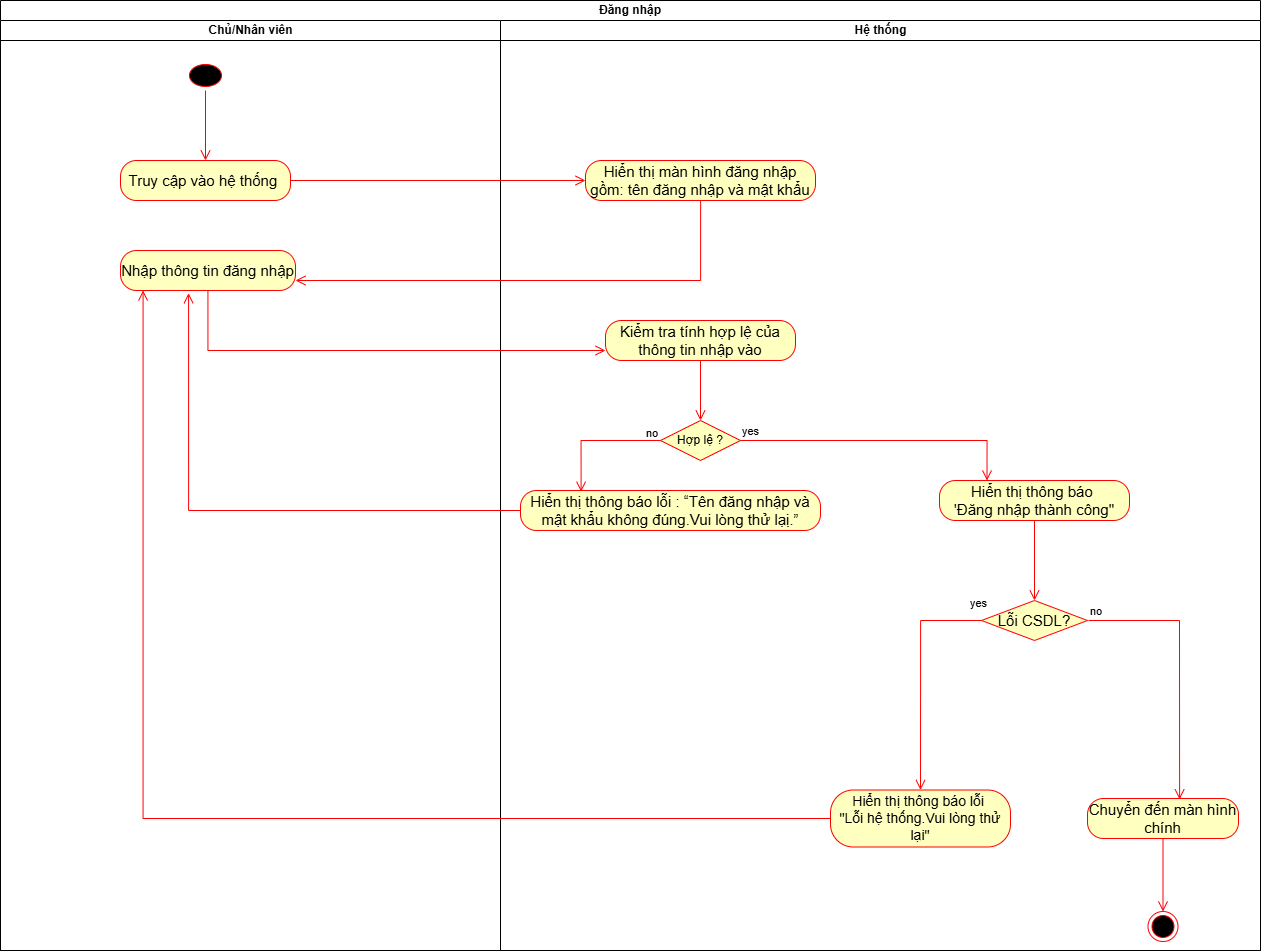 Đăng nhập
Chủ/Nhân viên
Hệ thống
Truy cập vào hệ thống
Hiển thị màn hình đăng nhập
gồm: tên đăng nhập và mật khẩu
Nhập thông tin đăng nhập
Kiểm tra tính hợp lệ của
thông tin nhập vào
no
Hợp lệ ?
yes
Hiển thị thông báo lỗi : “Tên đăng nhập và
mật khẩu không đúng.Vui lòng thử lại.”
Hiển thị thông báo
'Đăng nhập thành công"
yes
Lỗi CSDL?
no
Hiển thị thông báo lỗi
"Lỗi hệ thống.Vui lòng thử
lại"
Chuyển đến màn hình
chính